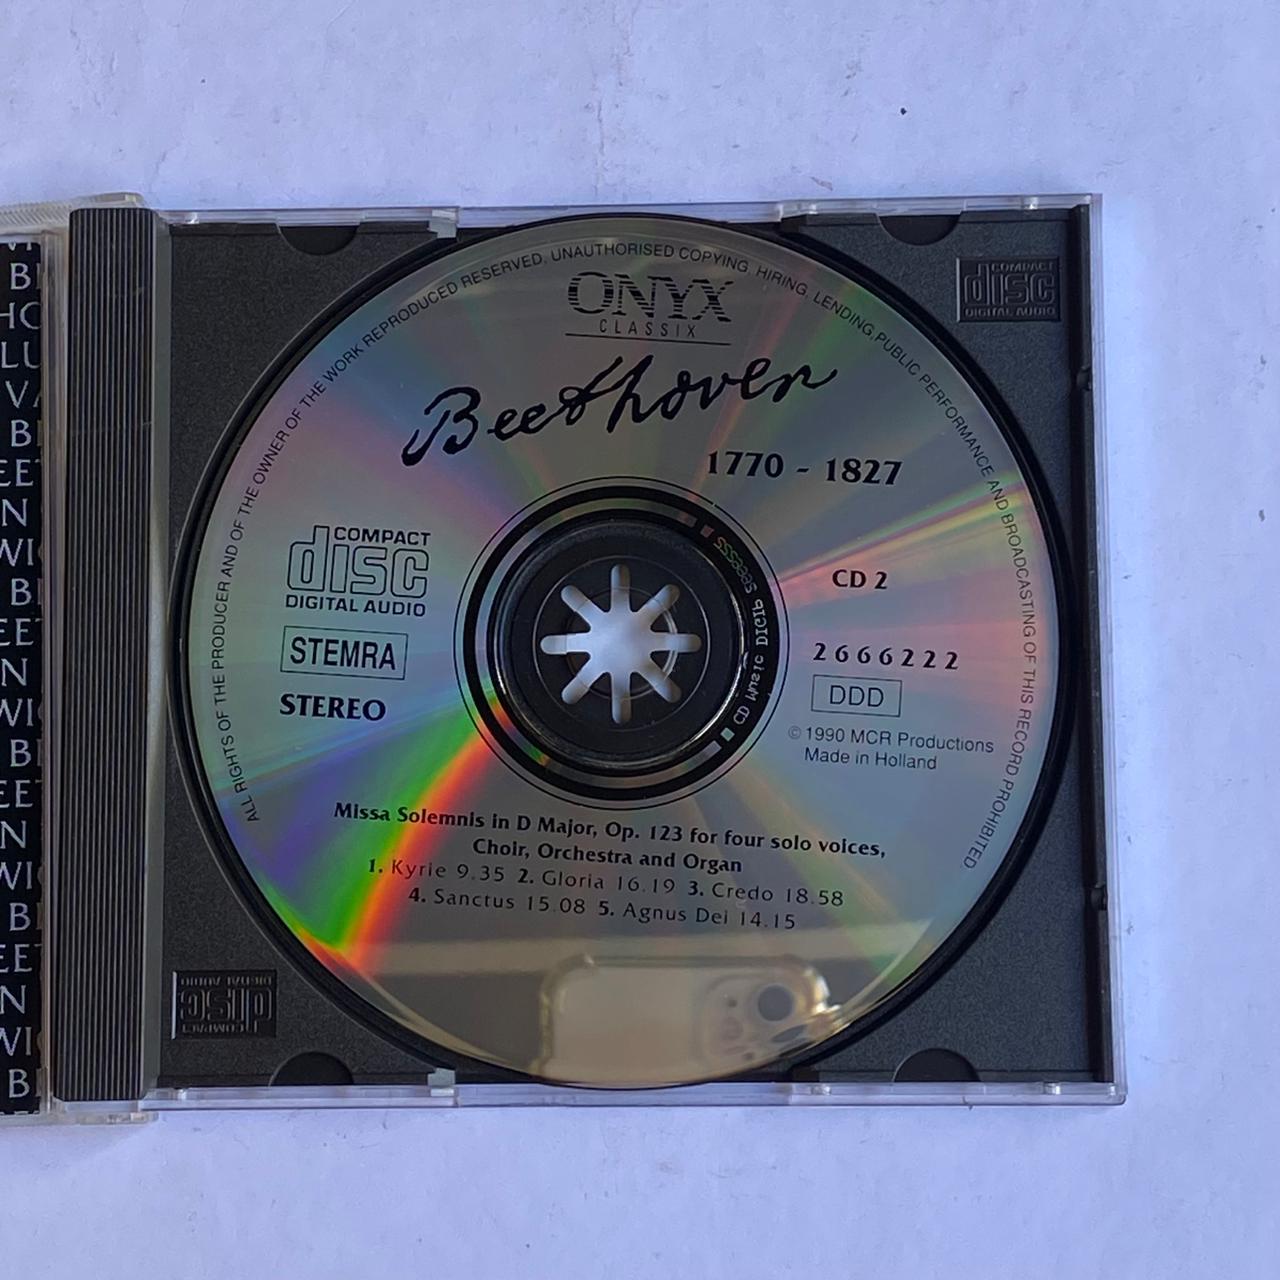 ALL RIGHTS OF THE PRODUCER AND OF THE OWNER OF THE WORK REPRODUCED RESERVED. UNAUTHORISED COPYING, HIRING, LENDING, PUBLIC PERFORMANCE AND BROADCASTING OF THIS RECORD PROHIBITED
ONYX
CLASSIX
Beethoven
1770 - 1827
COMPACT
disc
DIGITAL AUDIO
STEMRA
STEREO
CD 2
2666222
DDD
© 1990 MCR Productions
Made in Holland
Missa Solemnis in D Major, Op. 123 for four solo voices,
Choir, Orchestra and Organ
1. Kyrie 9.35 2. Gloria 16.19 3. Credo 18.58
4. Sanctus 15.08 5. Agnus Dei 14.15
COMPACT
disc
DIGITAL AUDIO
COMPACT
disc
DIGITAL AUDIO